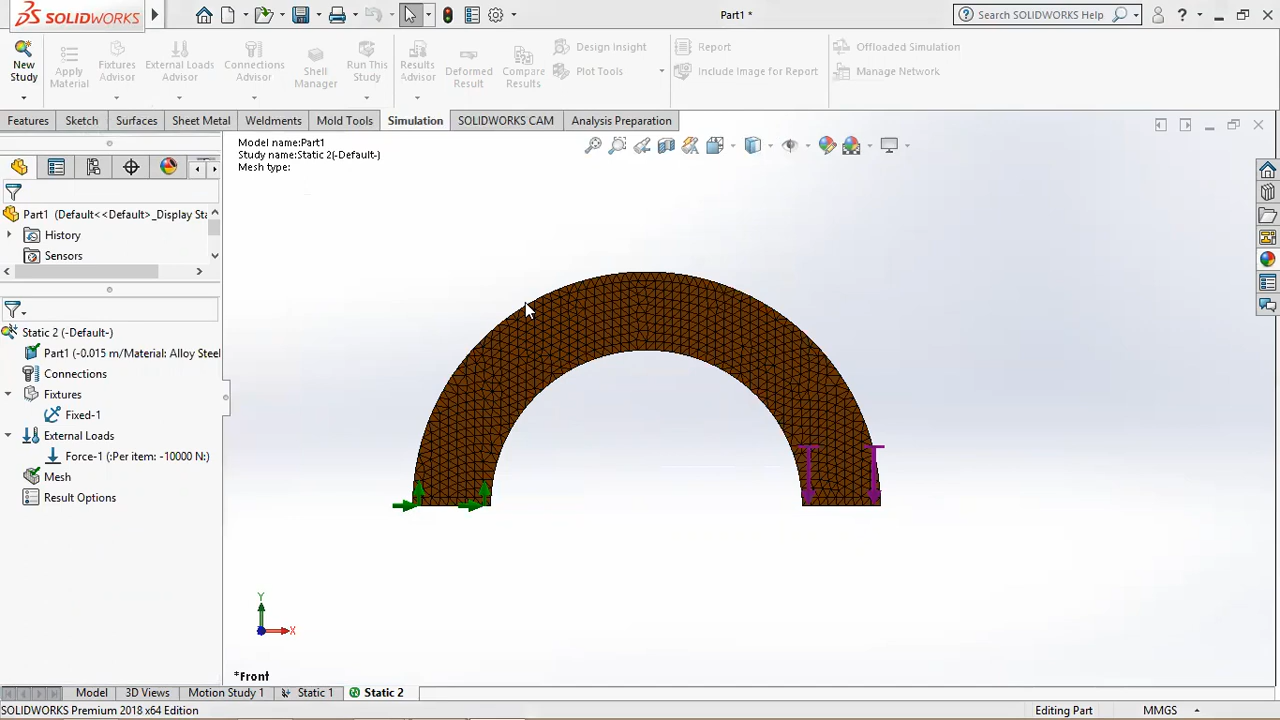 SOLIDWORKS
Part1 *
Search SOLIDWORKS Help
?
New Study
Apply Material
Fixtures Advisor
External Loads Advisor
Connections Advisor
Shell Manager
Run This Study
Results Advisor
Deformed Result
Compare Results
Design Insight
Plot Tools
Report
Include Image for Report
Offloaded Simulation
Manage Network
Features Sketch Surfaces Sheet Metal Weldments Mold Tools Simulation SOLIDWORKS CAM Analysis Preparation
Model name:Part1
Study name:Static 2(-Default-)
Mesh type:
Part1 (Default<<Default>_Display Sta
History
Sensors
Static 2 (-Default-)
Part1 (-0.015 m/Material: Alloy Steel
Connections
Fixtures
Fixed-1
External Loads
Force-1 (:Per item: -10000 N:)
Mesh
Result Options
Y
X
*Front
Model 3D Views Motion Study 1 Static 1 Static 2
SOLIDWORKS Premium 2018 x64 Edition
Editing Part
MMGS